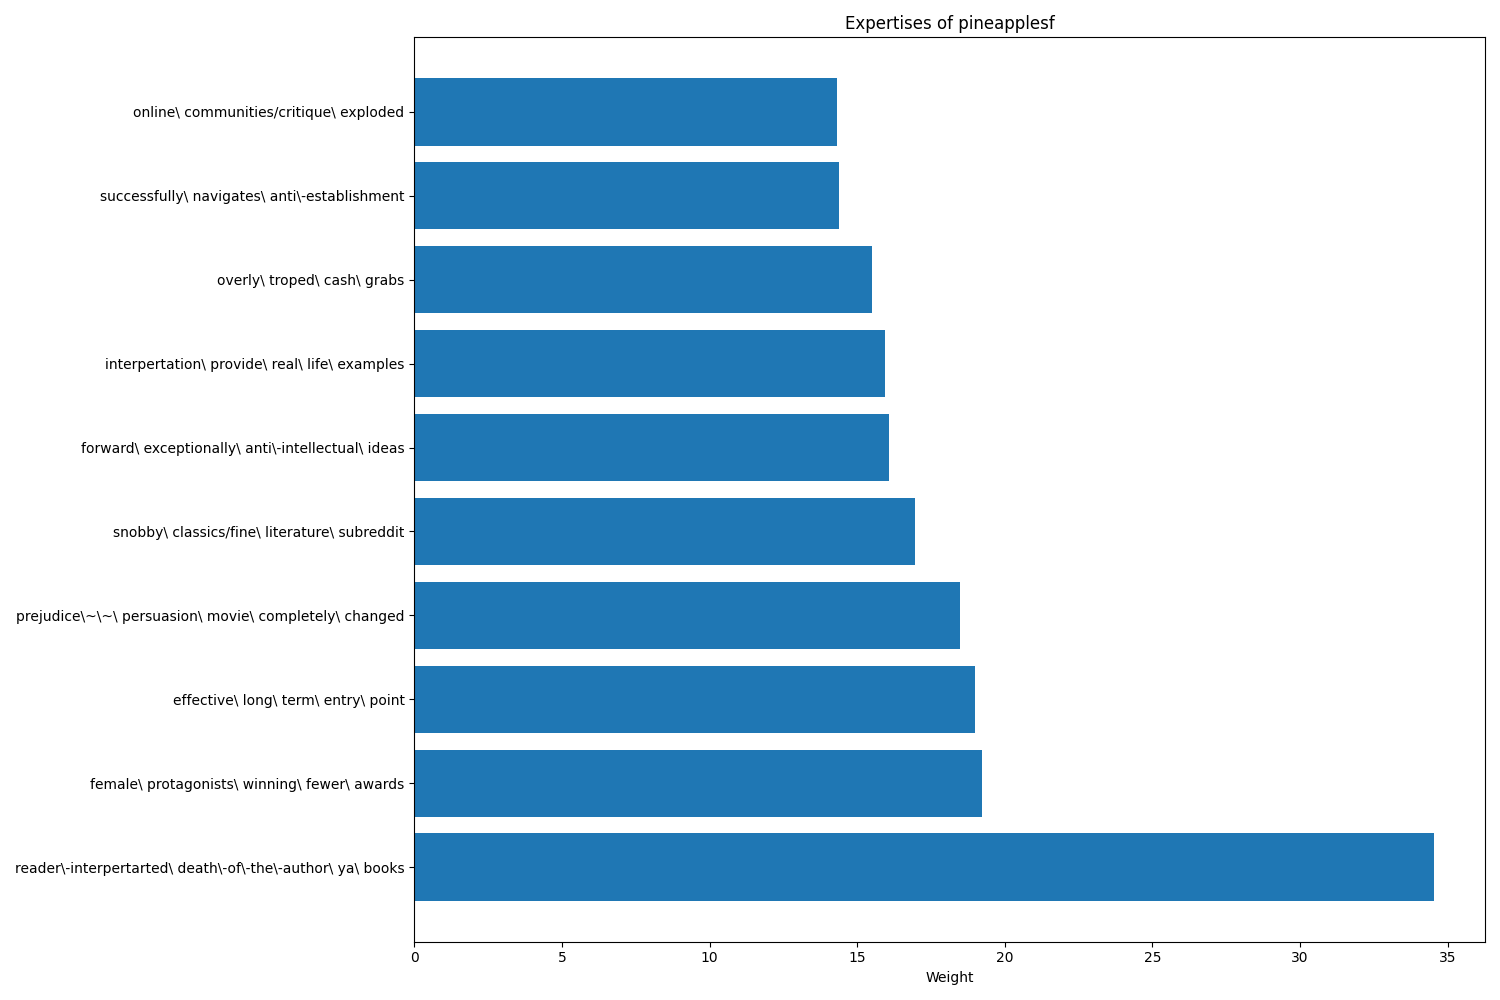 Expertises of pineapplesf
online\ communities/critique\ exploded
successfully\ navigates\ anti\-establishment
overly\ troped\ cash\ grabs
interpertation\ provide\ real\ life\ examples
forward\ exceptionally\ anti\-intellectual\ ideas
snobby\ classics/fine\ literature\ subreddit
prejudice\~\~\ persuasion\ movie\ completely\ changed
effective\ long\ term\ entry\ point
female\ protagonists\ winning\ fewer\ awards
reader\-interpertarted\ death\-of\-the\-author\ ya\ books
0 5 10 15 20 25 30 35
Weight